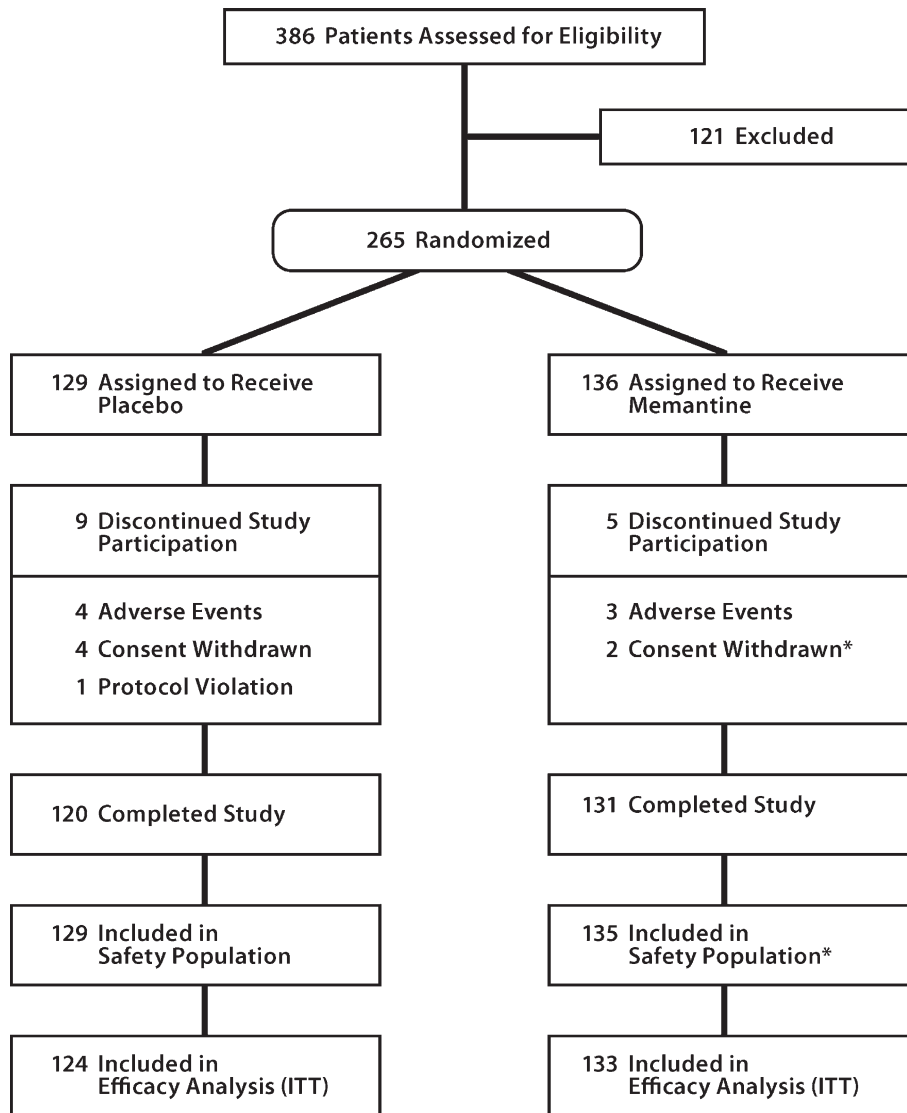 386 Patients Assessed for Eligibility
121 Excluded
265 Randomized
129 Assigned to Receive
Placebo
9 Discontinued Study
Participation
4 Adverse Events
4 Consent Withdrawn
1 Protocol Violation
120 Completed Study
129 Included in
Safety Population
124 Included in
Efficacy Analysis (ITT)
136 Assigned to Receive
Memantine
5 Discontinued Study
Participation
3 Adverse Events
2 Consent Withdrawn*
131 Completed Study
135 Included in
Safety Population*
133 Included in
Efficacy Analysis (ITT)